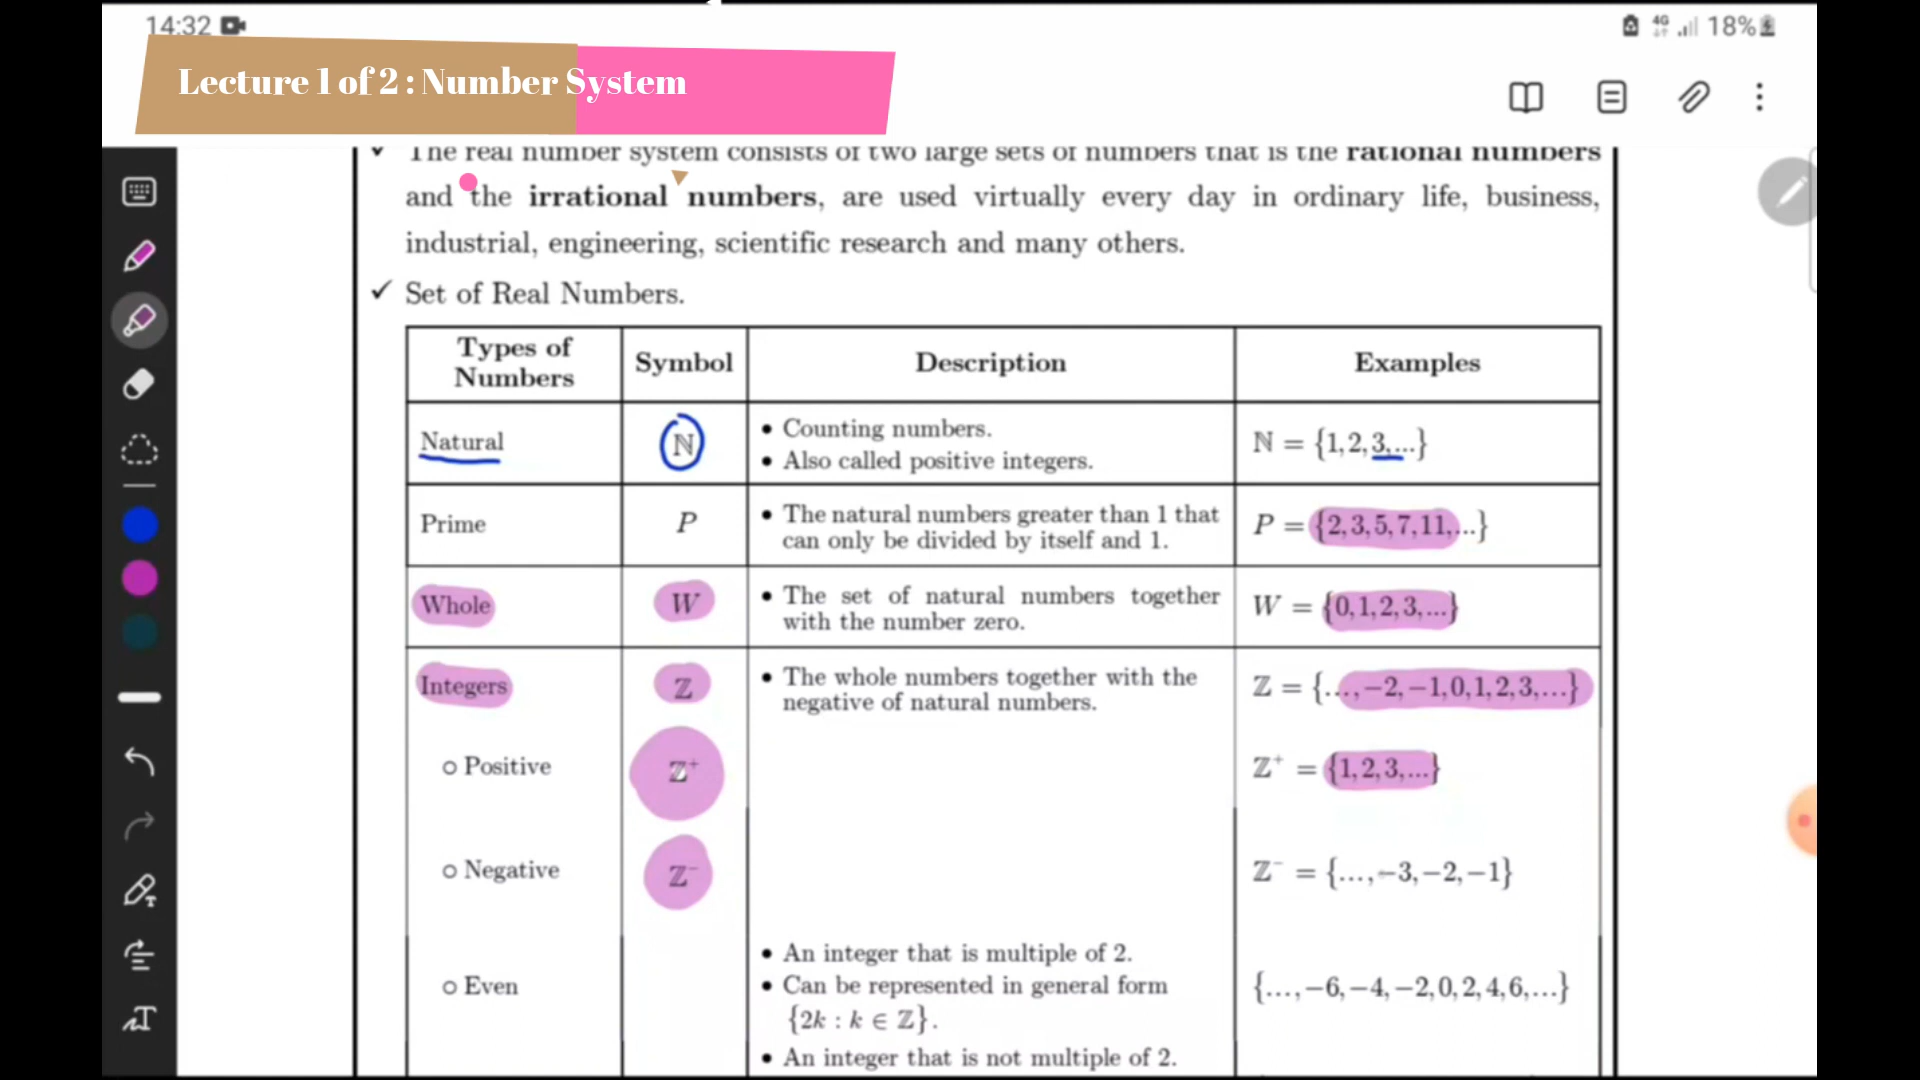 14:32
4G 18%
Lecture 1 of 2 : Number System
✓ The real number system consists of two large sets of numbers that is the rational numbers
and the irrational numbers, are used virtually every day in ordinary life, business,
industrial, engineering, scientific research and many others.
✓ Set of Real Numbers.
Types of
Numbers
Symbol
Description
Examples
Natural
ℕ
• Counting numbers.
• Also called positive integers.
ℕ = {1, 2, 3, ...}
Prime
P
• The natural numbers greater than 1 that
can only be divided by itself and 1.
P = {2, 3, 5, 7, 11, ...}
Whole
W
• The set of natural numbers together
with the number zero.
W = {0, 1, 2, 3, ...}
Integers
ℤ
• The whole numbers together with the
negative of natural numbers.
ℤ = {..., −2, −1, 0, 1, 2, 3, ...}
○ Positive
ℤ⁺
ℤ⁺ = {1, 2, 3, ...}
○ Negative
ℤ⁻
ℤ⁻ = {..., −3, −2, −1}
○ Even
• An integer that is multiple of 2.
• Can be represented in general form
{2k : k ∈ ℤ}.
{..., −6, −4, −2, 0, 2, 4, 6, ...}
• An integer that is not multiple of 2.